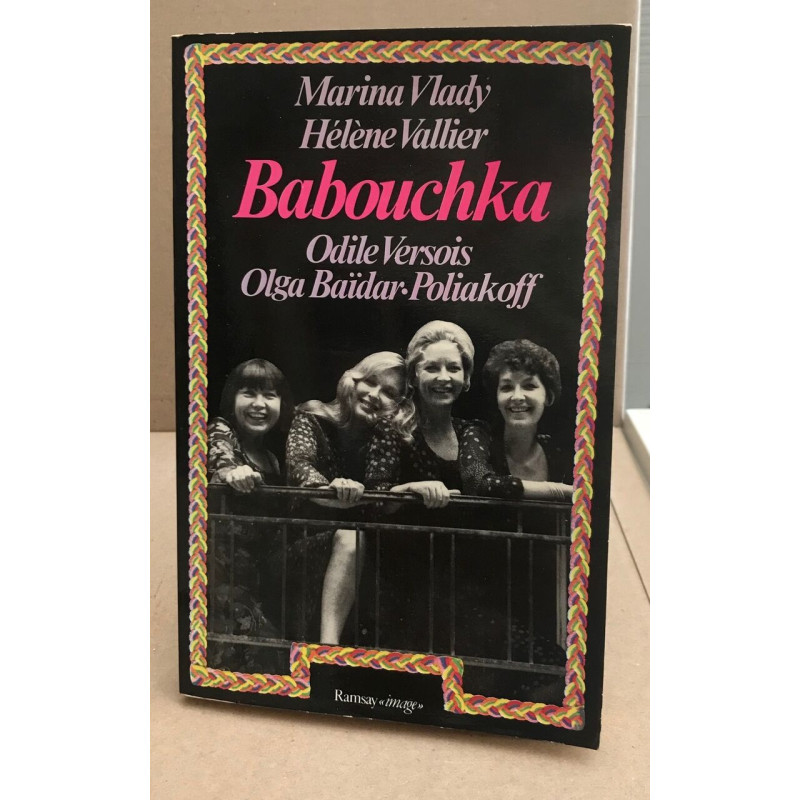 Marina Vlady
Hélène Vallier
Babouchka
Odile Versois
Olga Baïdar-Poliakoff
Ramsay «image»